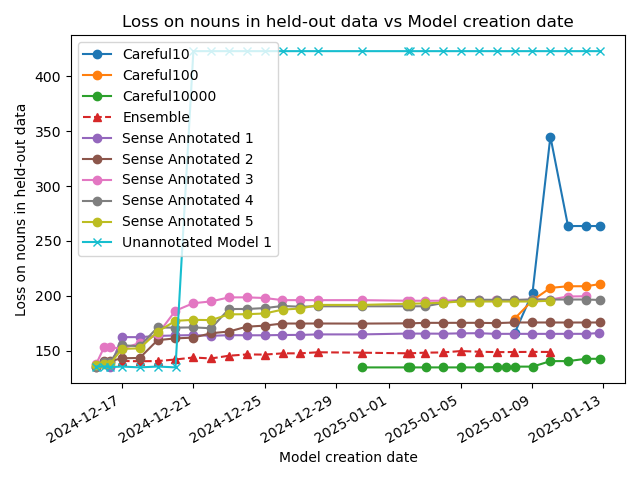 Loss on nouns in held-out data vs Model creation date
Careful10
Careful100
Careful10000
Ensemble
Sense Annotated 1
Sense Annotated 2
Sense Annotated 3
Sense Annotated 4
Sense Annotated 5
Unannotated Model 1
Loss on nouns in held-out data
400
350
300
250
200
150
2024-12-17
2024-12-21
2024-12-25
2024-12-29
2025-01-01
2025-01-05
2025-01-09
2025-01-13
Model creation date